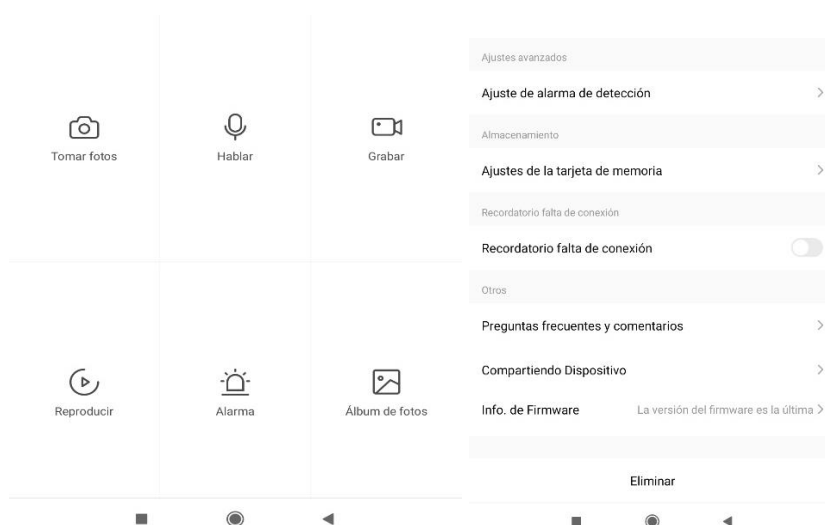 Tomar fotos
Hablar
Grabar
Reproducir
Alarma
Álbum de fotos
Ajustes avanzados
Ajuste de alarma de detección
Almacenamiento
Ajustes de la tarjeta de memoria
Recordatorio falta de conexión
Recordatorio falta de conexión
Otros
Preguntas frecuentes y comentarios
Compartiendo Dispositivo
Info. de Firmware La versión del firmware es la última
Eliminar